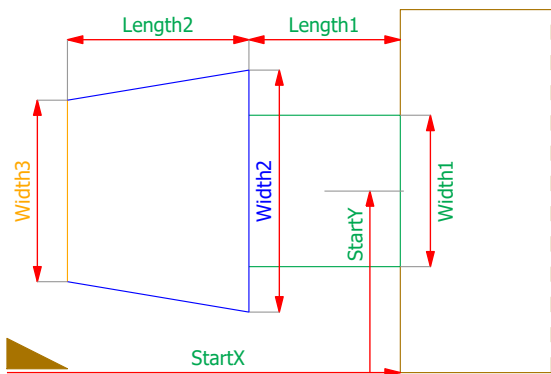 Length2
Length1
Width3
Width2
Width1
StartY
StartX